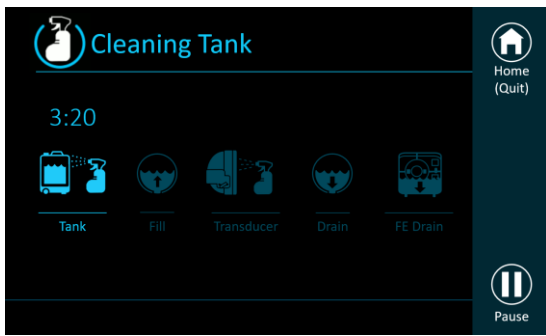 Cleaning Tank
Home
(Quit)
3:20
Tank
Fill
Transducer
Drain
FE Drain
Pause